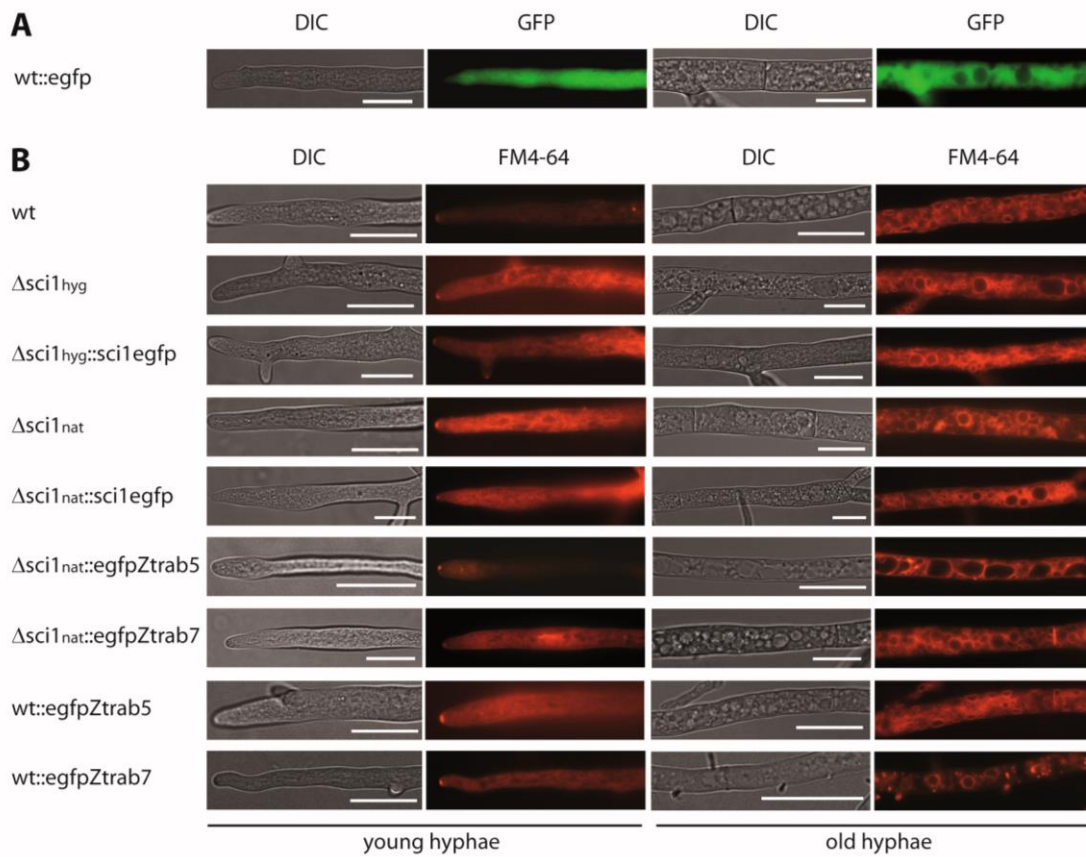 A
DIC GFP DIC GFP
wt::egfp
B
DIC FM4-64 DIC FM4-64
wt
Δsci1hyg
Δsci1hyg::sci1egfp
Δsci1nat
Δsci1nat::sci1egfp
Δsci1nat::egfpZtrab5
Δsci1nat::egfpZtrab7
wt::egfpZtrab5
wt::egfpZtrab7
young hyphae old hyphae